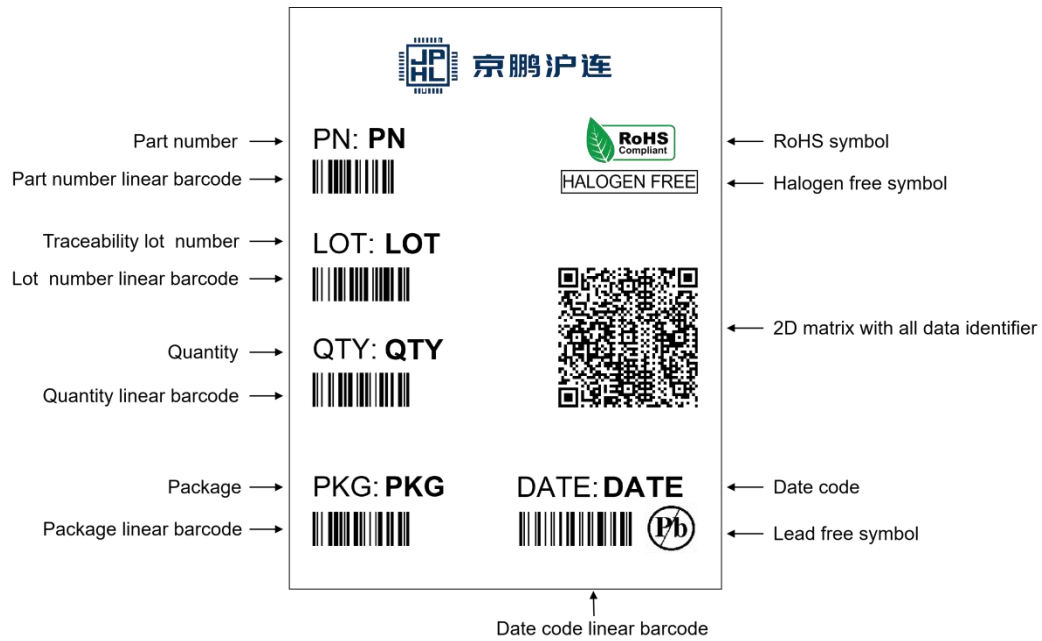 JP
HL
京鹏沪连
Part number
PN: PN
RoHS
Compliant
RoHS symbol
Part number linear barcode
HALOGEN FREE
Halogen free symbol
Traceability lot number
LOT: LOT
Lot number linear barcode
2D matrix with all data identifier
Quantity
QTY: QTY
Quantity linear barcode
Package
PKG: PKG
DATE: DATE
Date code
Package linear barcode
Pb
Lead free symbol
Date code linear barcode